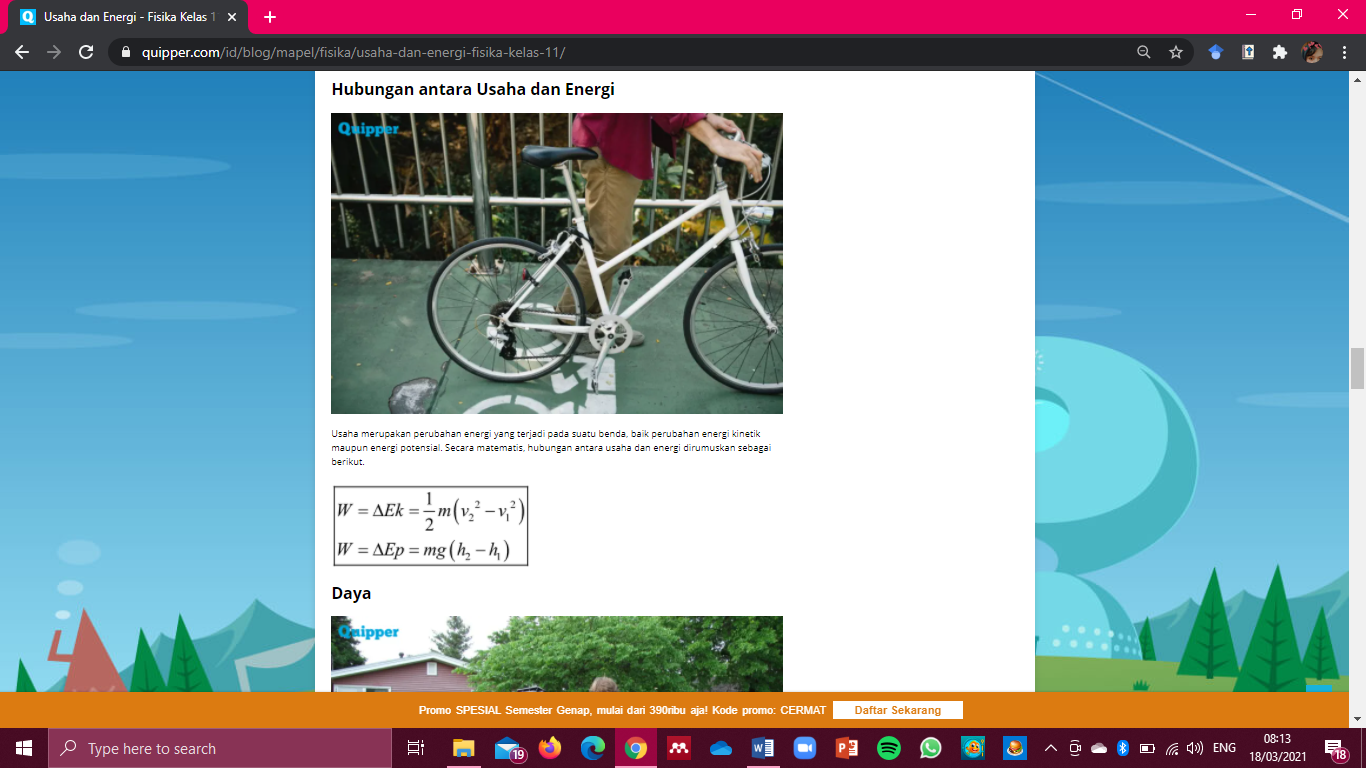 Usaha dan Energi - Fisika Kelas 1
quipper.com/id/blog/mapel/fisika/usaha-dan-energi-fisika-kelas-11/
Hubungan antara Usaha dan Energi
Quipper
Usaha merupakan perubahan energi yang terjadi pada suatu benda, baik perubahan energi kinetik
maupun energi potensial. Secara matematis, hubungan antara usaha dan energi dirumuskan sebagai
berikut.
W = ΔEk = 1/2 m(v₂² − v₁²)
W = ΔEp = mg(h₂ − h₁)
Daya
Quipper
Promo SPESIAL Semester Genap, mulai dari 390ribu aja! Kode promo: CERMAT Daftar Sekarang
Type here to search
19
ENG
08:13
18/03/2021
18